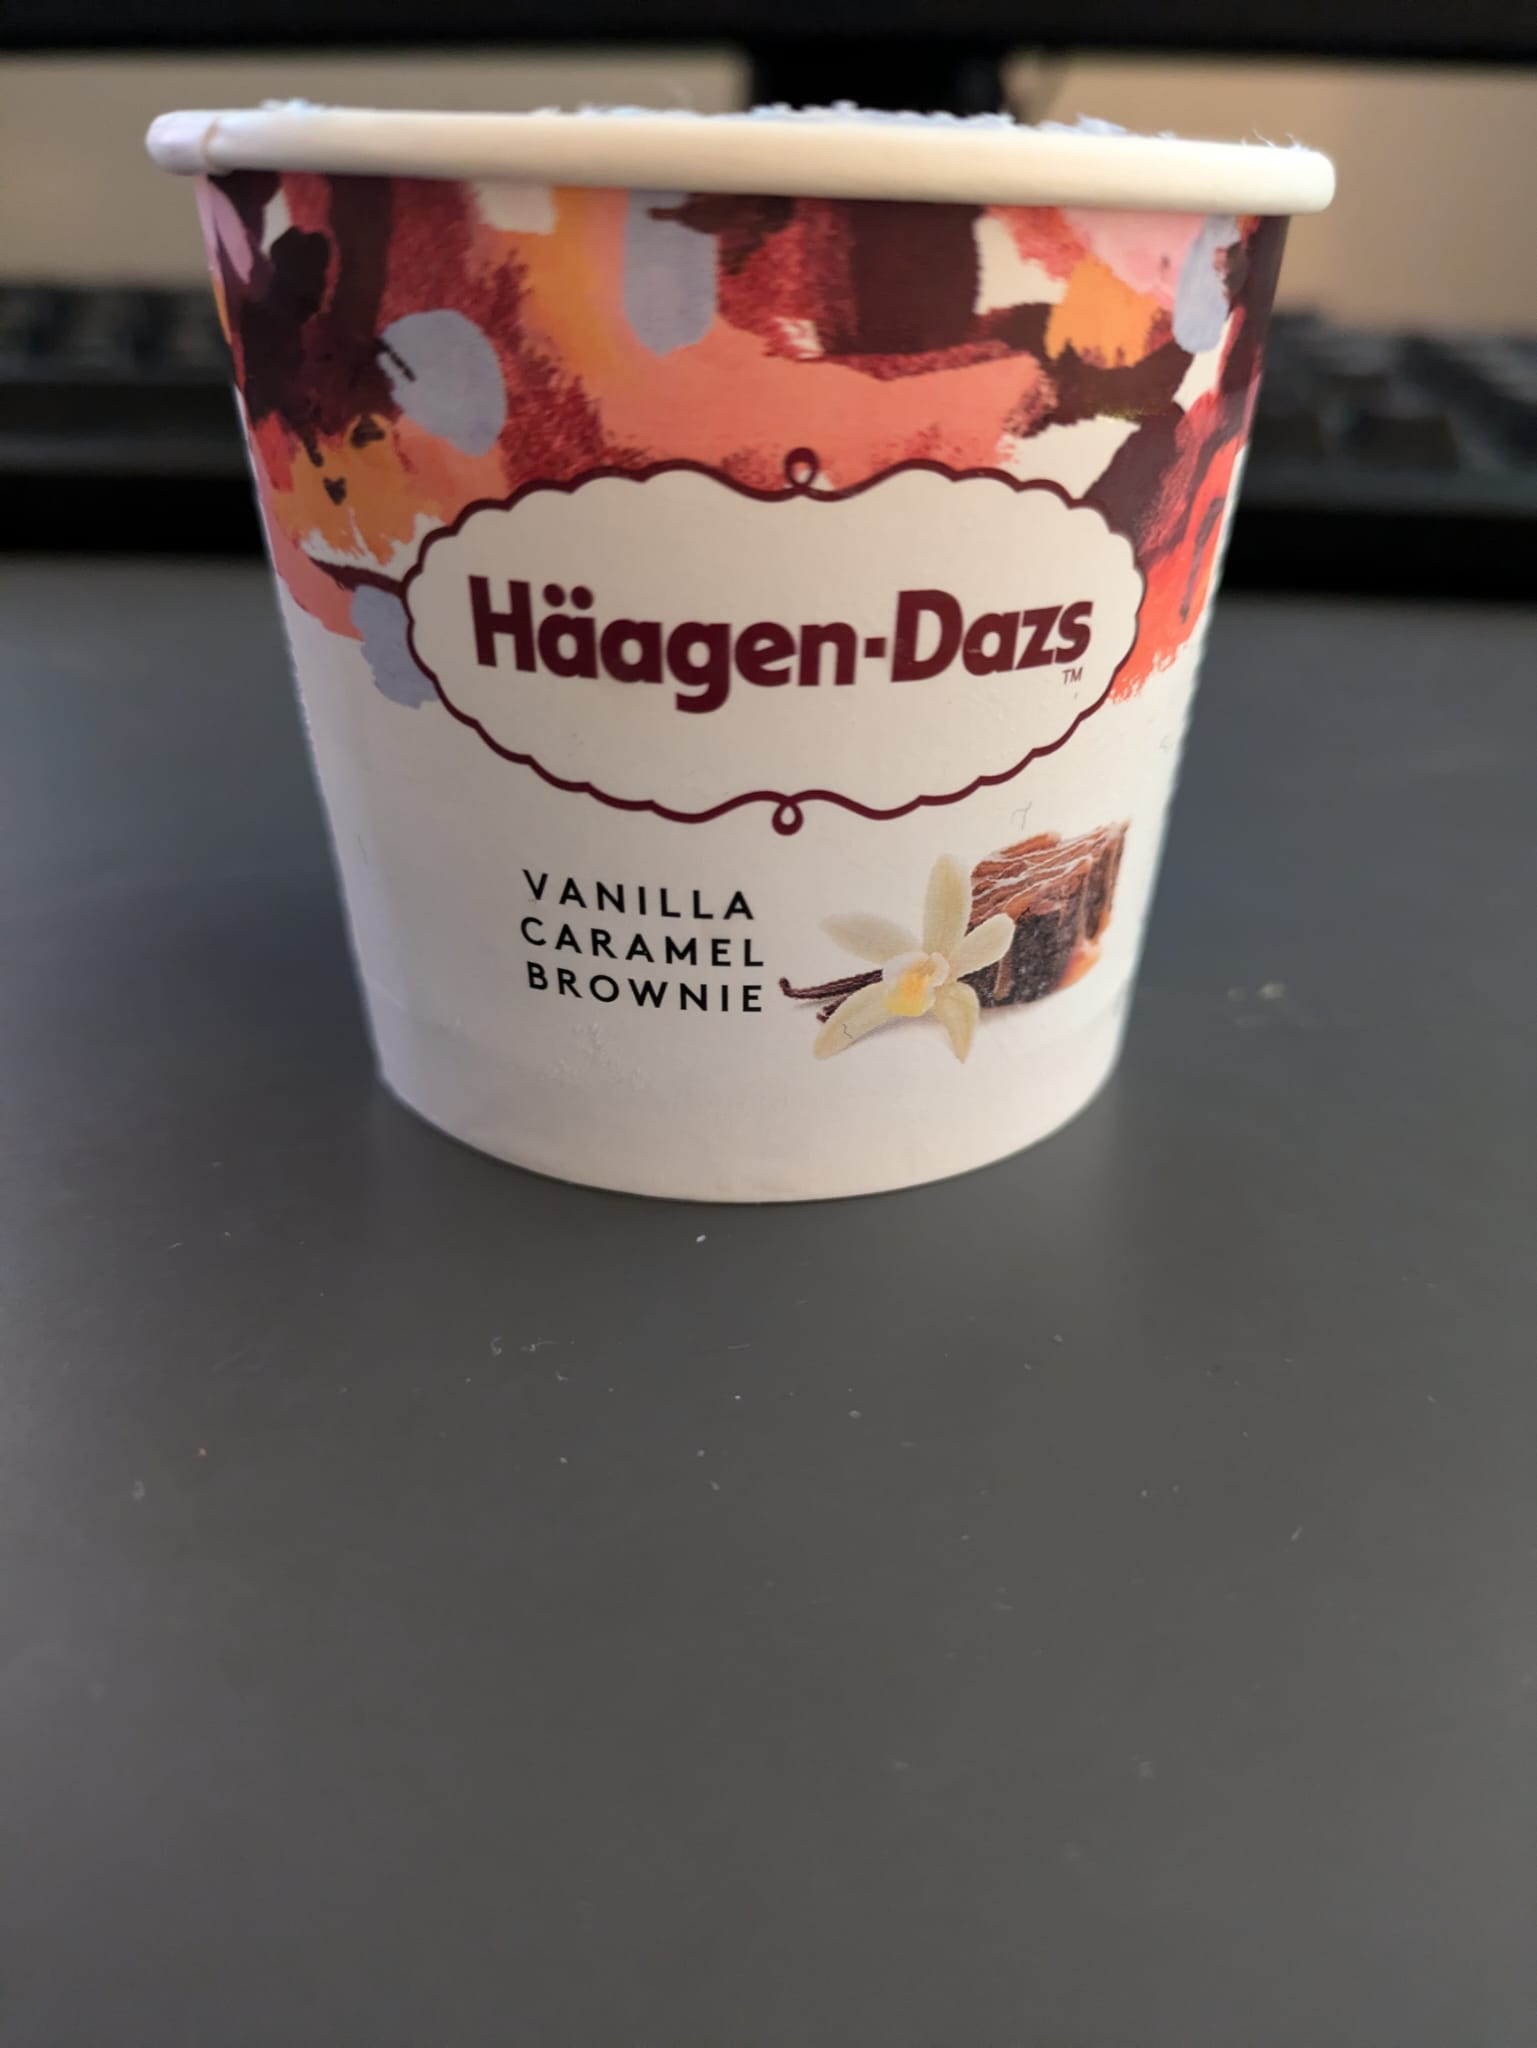 Häagen-Dazs
TM
VANILLA
CARAMEL
BROWNIE